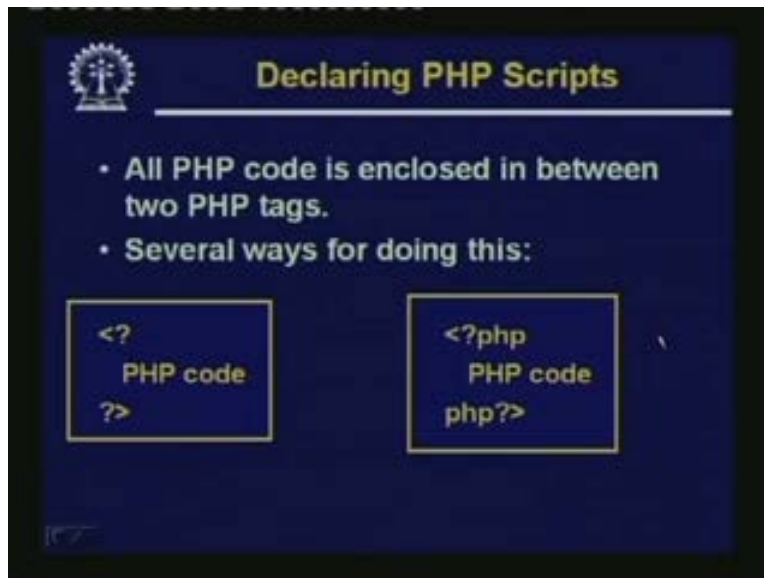 Declaring PHP Scripts
• All PHP code is enclosed in between
two PHP tags.
• Several ways for doing this:
<?
PHP code
?>
<?php
PHP code
php?>